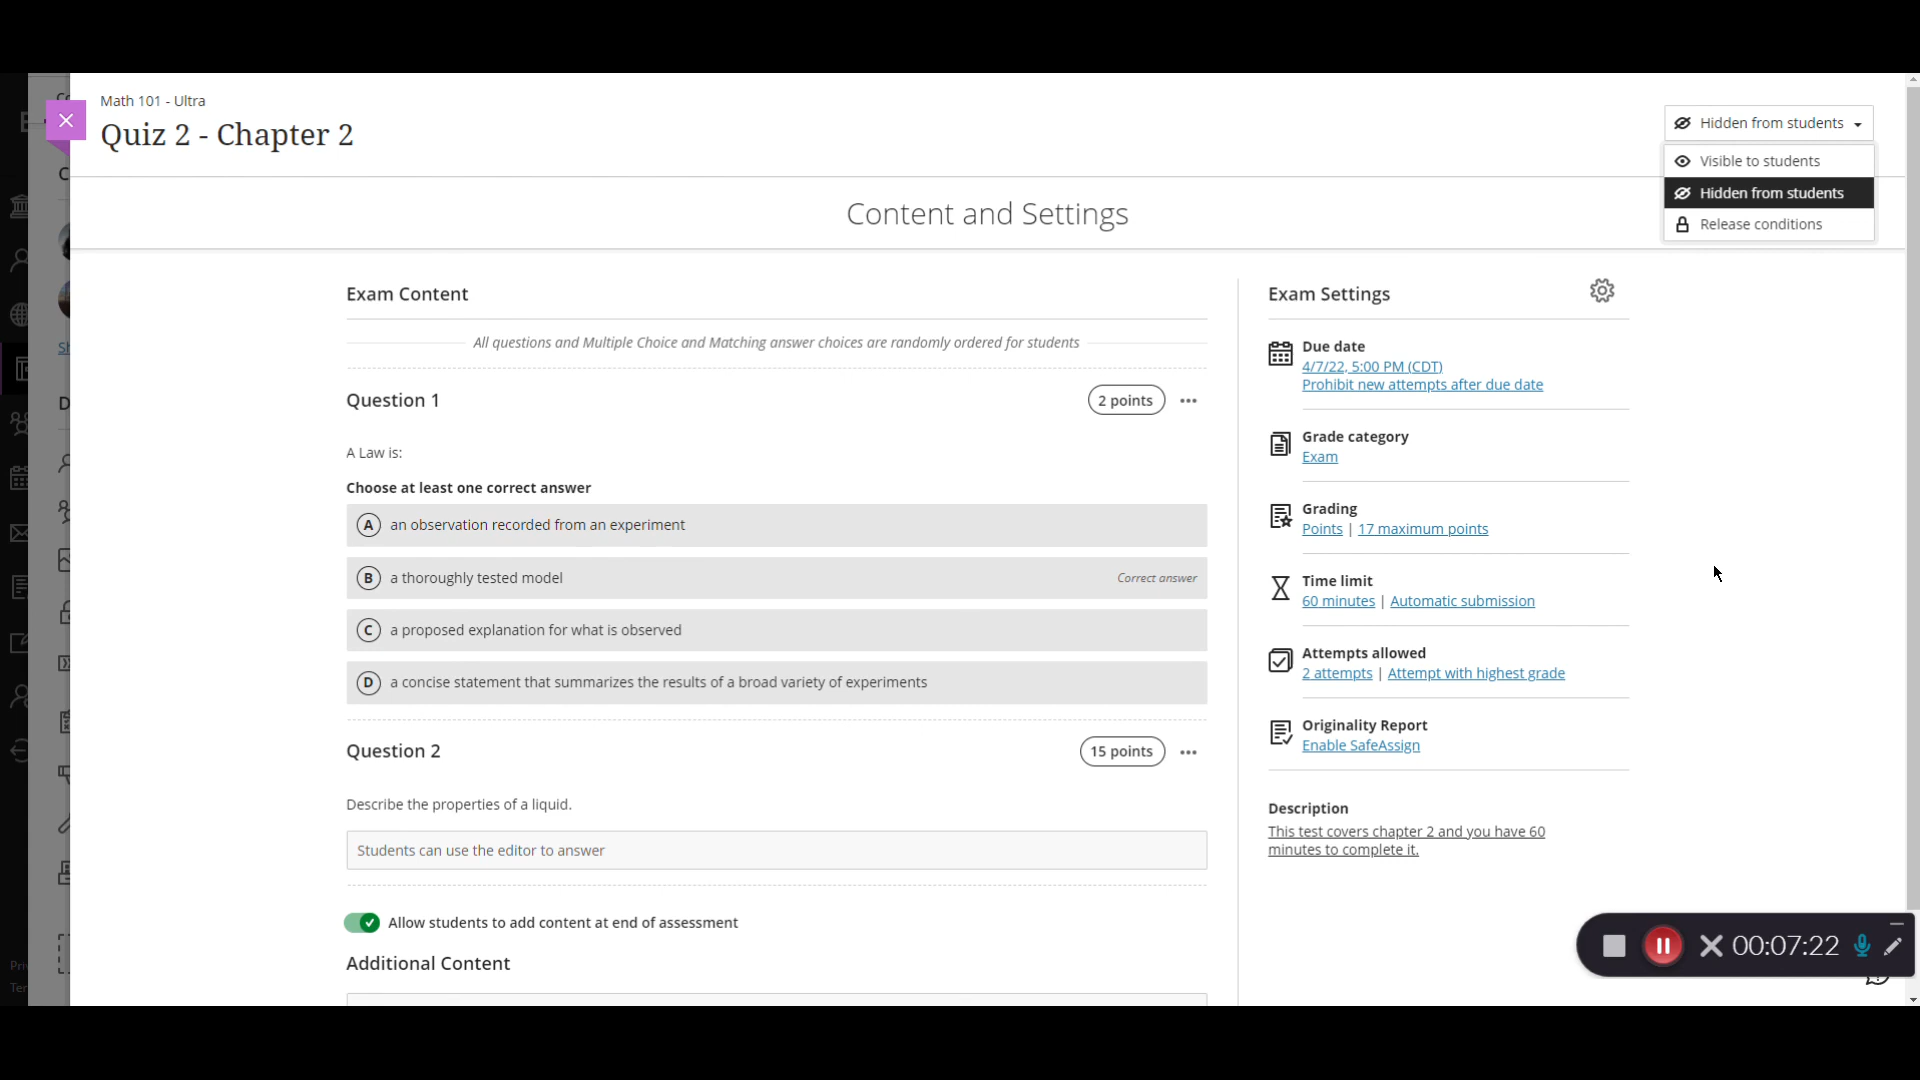 Math 101 - Ultra
Quiz 2 - Chapter 2
Hidden from students
Visible to students
Hidden from students
Release conditions
Content and Settings
Exam Content
All questions and Multiple Choice and Matching answer choices are randomly ordered for students
Question 1
2 points
A Law is:
Choose at least one correct answer
A an observation recorded from an experiment
B a thoroughly tested model
Correct answer
C a proposed explanation for what is observed
D a concise statement that summarizes the results of a broad variety of experiments
Question 2
15 points
Describe the properties of a liquid.
Students can use the editor to answer
Allow students to add content at end of assessment
Additional Content
Exam Settings
Due date
4/7/22, 5:00 PM (CDT)
Prohibit new attempts after due date
Grade category
Exam
Grading
Points | 17 maximum points
Time limit
60 minutes | Automatic submission
Attempts allowed
2 attempts | Attempt with highest grade
Originality Report
Enable SafeAssign
Description
This test covers chapter 2 and you have 60
minutes to complete it.
00:07:22